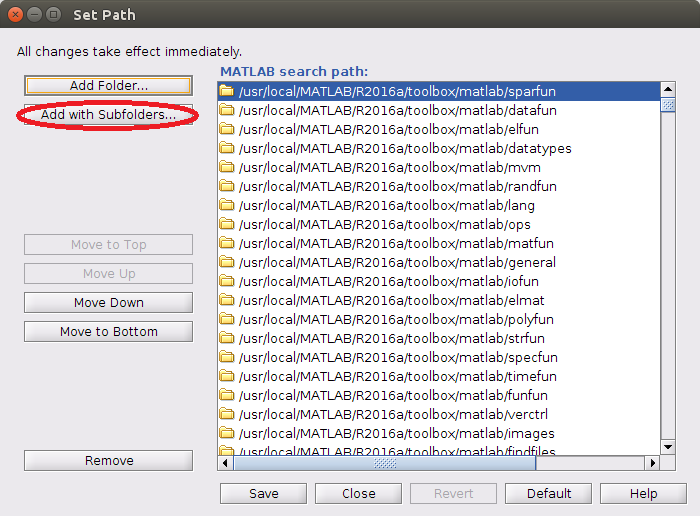 Set Path
All changes take effect immediately.
Add Folder...
Add with Subfolders...
Move to Top
Move Up
Move Down
Move to Bottom
Remove
MATLAB search path:
/usr/local/MATLAB/R2016a/toolbox/matlab/sparfun
/usr/local/MATLAB/R2016a/toolbox/matlab/datafun
/usr/local/MATLAB/R2016a/toolbox/matlab/elfun
/usr/local/MATLAB/R2016a/toolbox/matlab/datatypes
/usr/local/MATLAB/R2016a/toolbox/matlab/mvm
/usr/local/MATLAB/R2016a/toolbox/matlab/randfun
/usr/local/MATLAB/R2016a/toolbox/matlab/lang
/usr/local/MATLAB/R2016a/toolbox/matlab/ops
/usr/local/MATLAB/R2016a/toolbox/matlab/matfun
/usr/local/MATLAB/R2016a/toolbox/matlab/general
/usr/local/MATLAB/R2016a/toolbox/matlab/iofun
/usr/local/MATLAB/R2016a/toolbox/matlab/elmat
/usr/local/MATLAB/R2016a/toolbox/matlab/polyfun
/usr/local/MATLAB/R2016a/toolbox/matlab/strfun
/usr/local/MATLAB/R2016a/toolbox/matlab/specfun
/usr/local/MATLAB/R2016a/toolbox/matlab/timefun
/usr/local/MATLAB/R2016a/toolbox/matlab/funfun
/usr/local/MATLAB/R2016a/toolbox/matlab/verctrl
/usr/local/MATLAB/R2016a/toolbox/matlab/images
/usr/local/MATLAB/R2016a/toolbox/matlab/findfiles
Save
Close
Revert
Default
Help